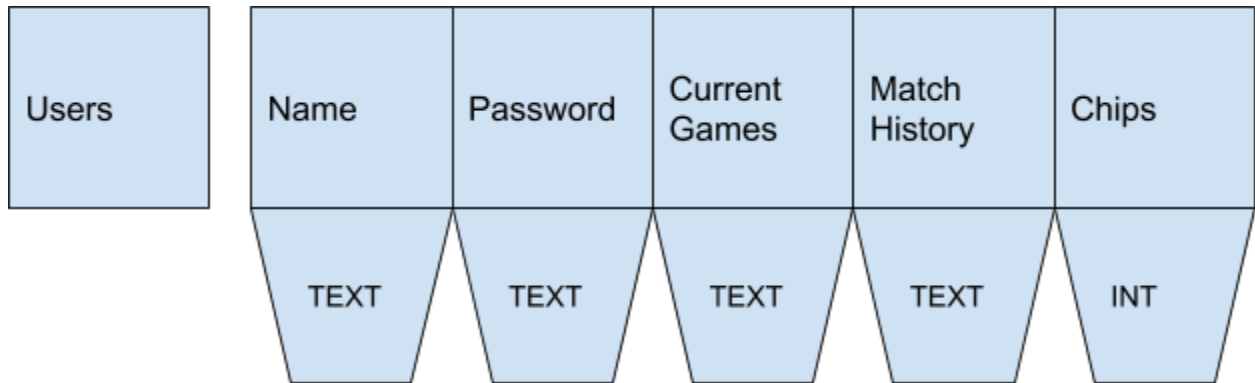 Users
Name
Password
Current
Games
Match
History
Chips
TEXT
TEXT
TEXT
TEXT
INT